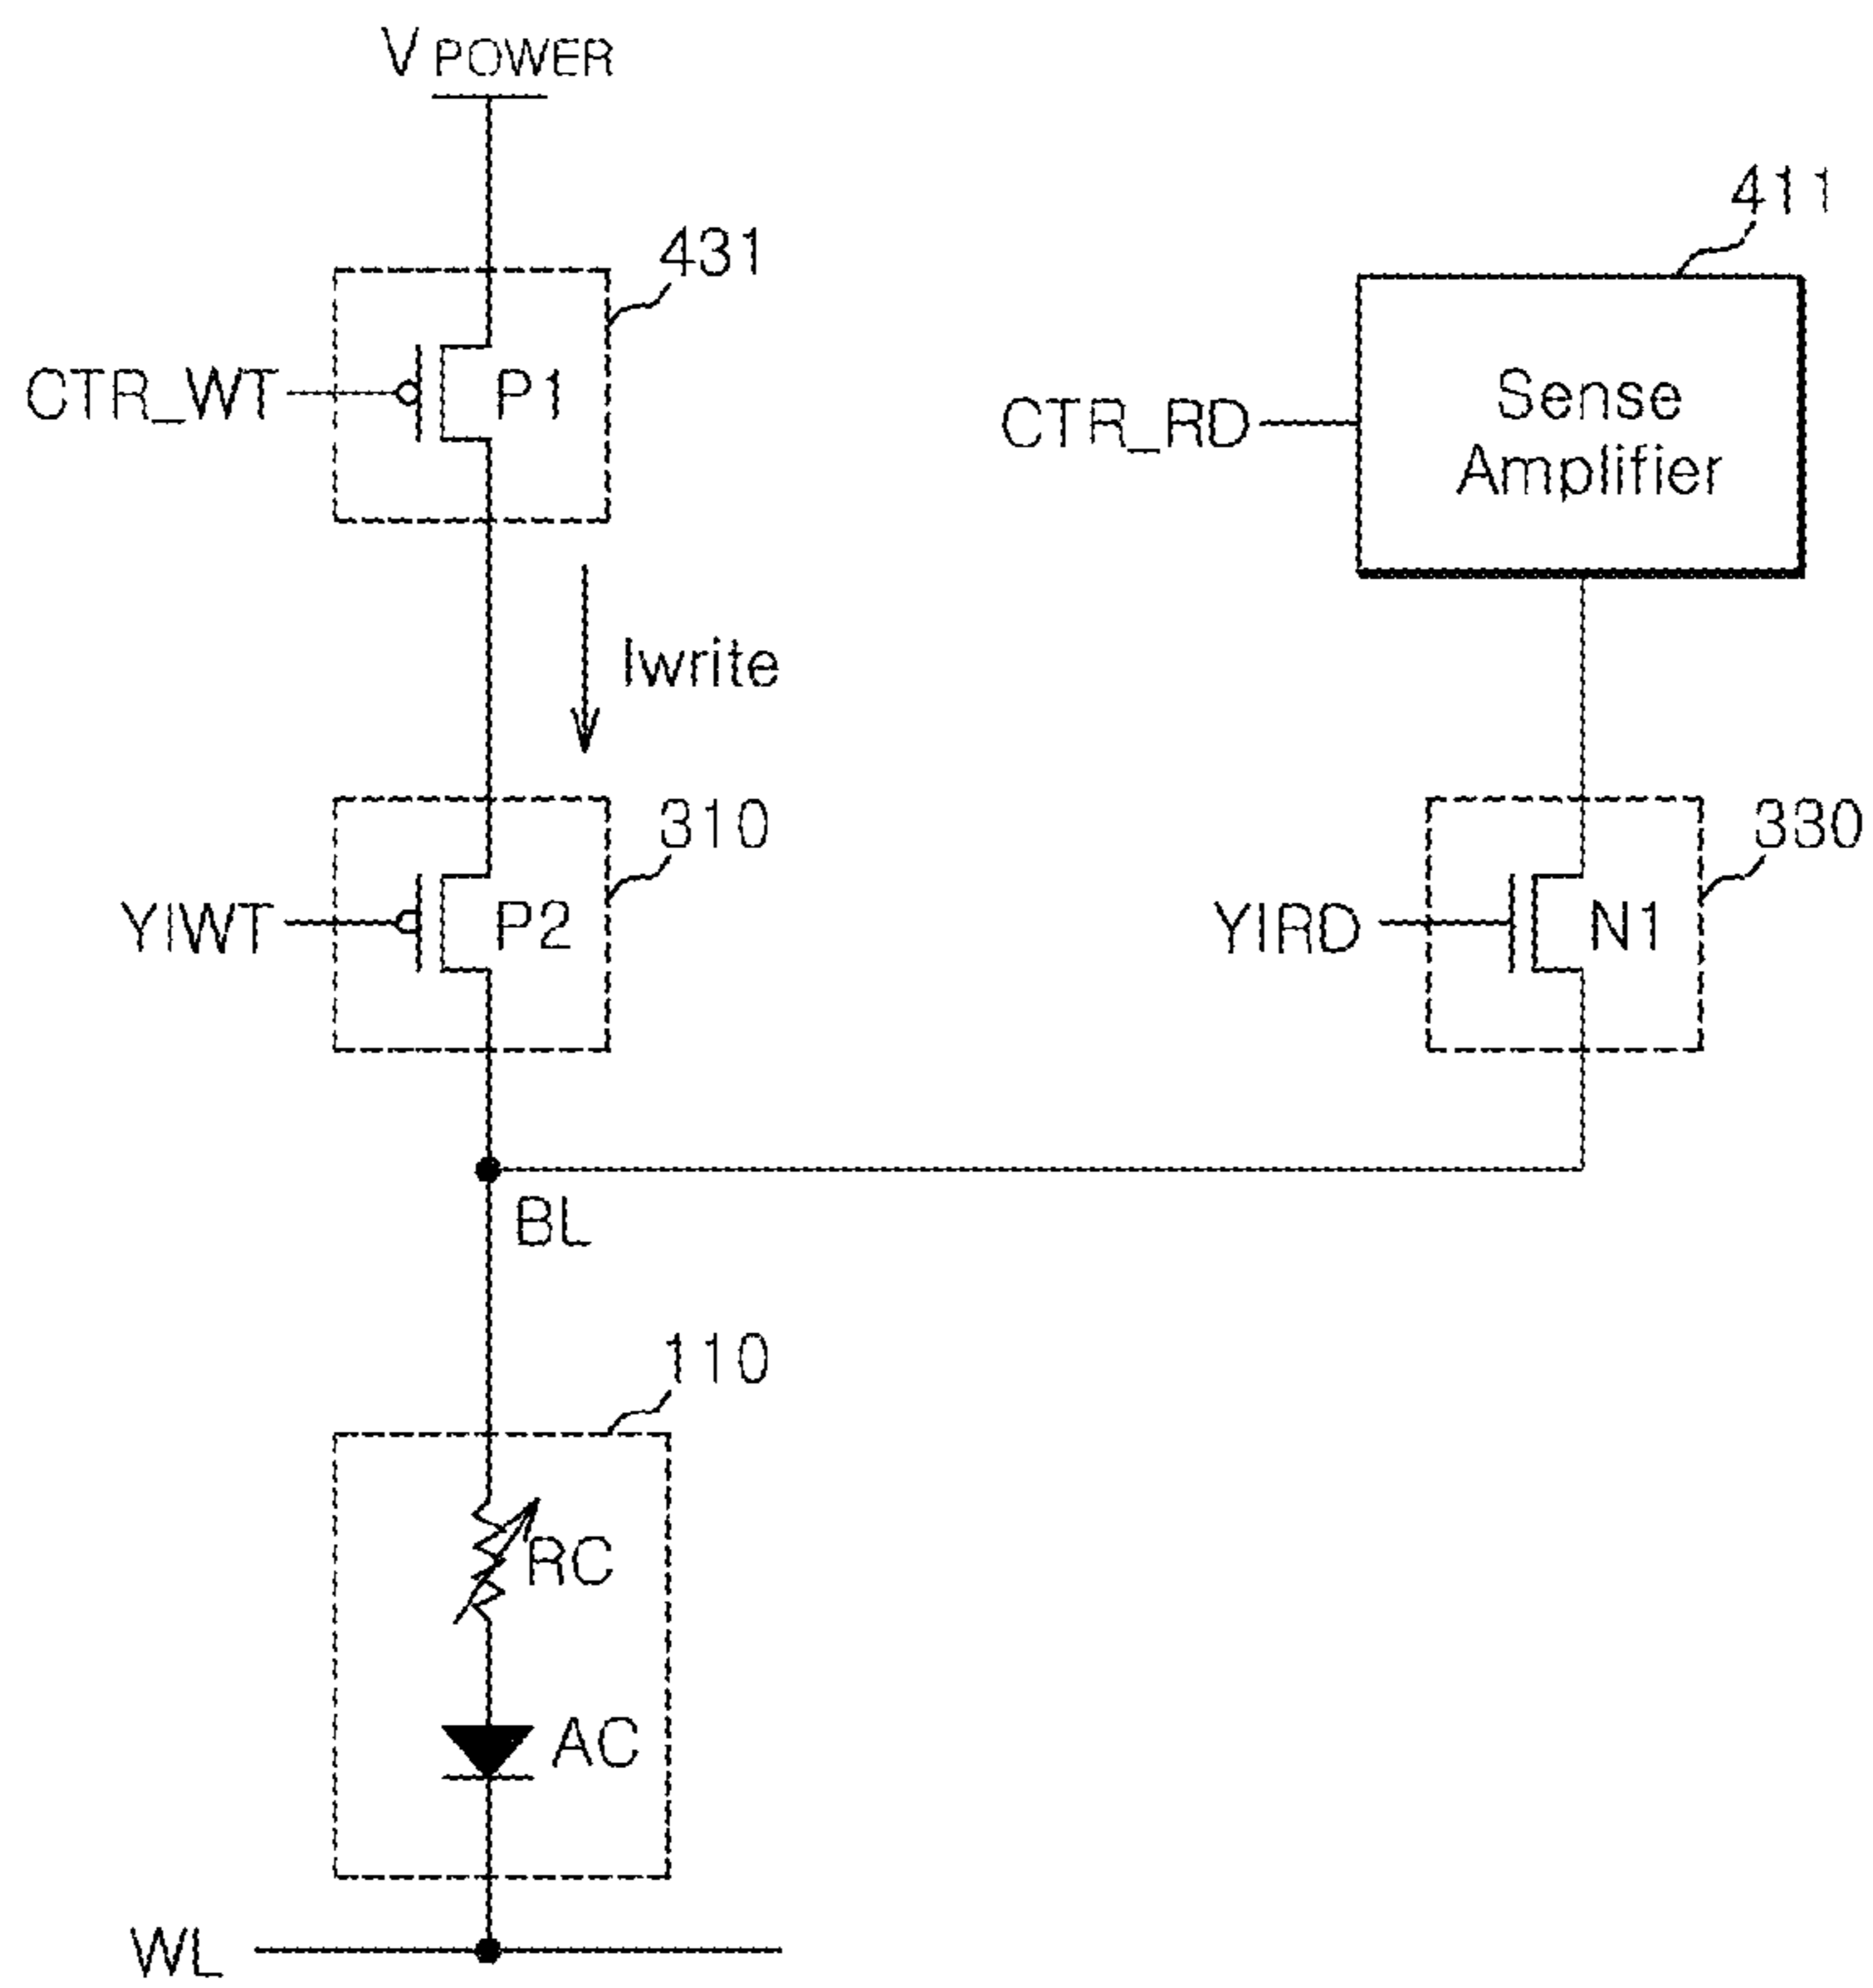 VPOWER
411
431
CTR_WT
P1
CTR_RD
Sense
Amplifier
Iwrite
310
330
YIWT
P2
YIRD
N1
BL
110
RC
AC
WL